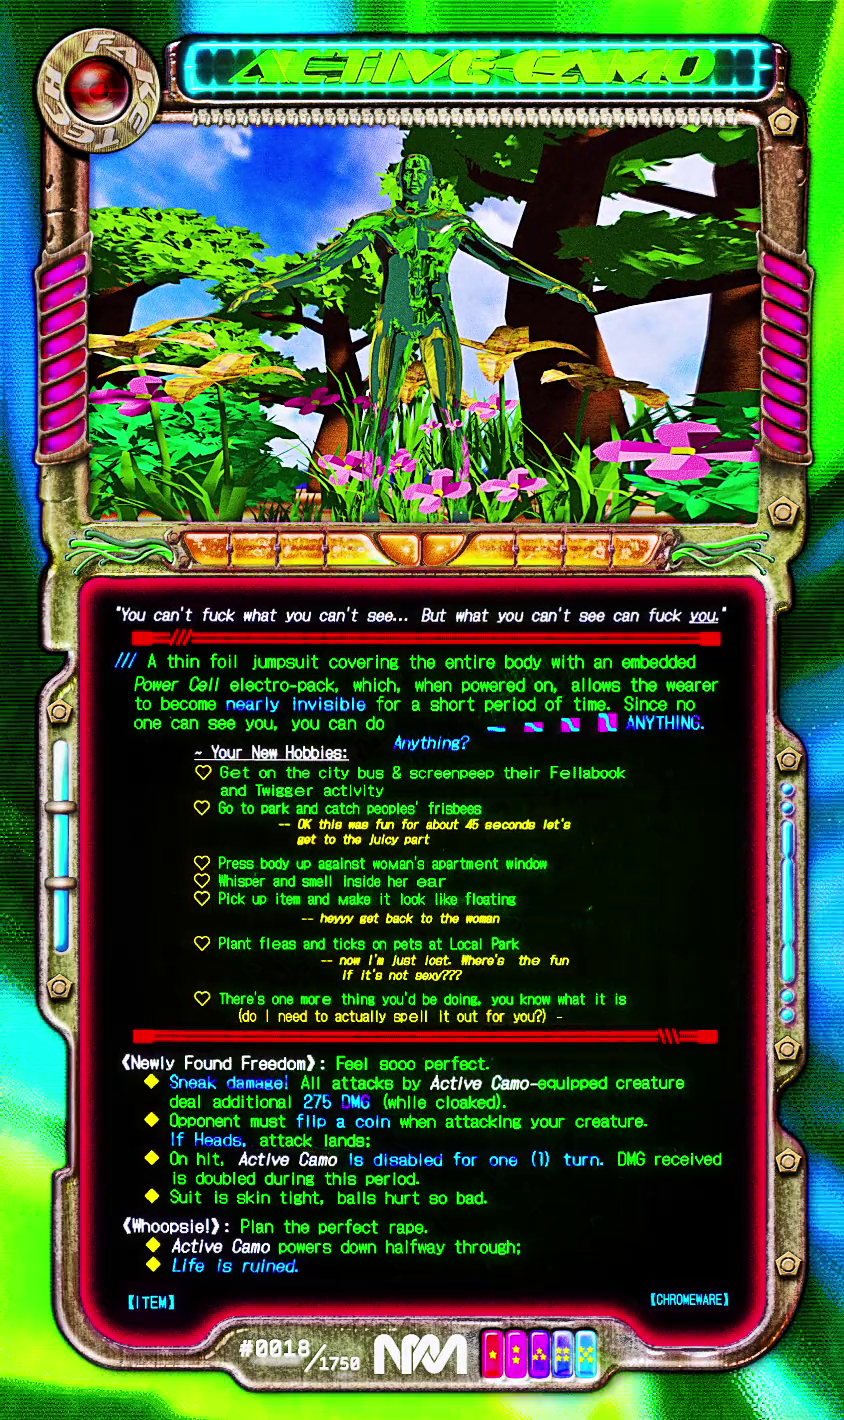 FAKE TECH
ACTIVE CAMO
"You can't fuck what you can't see... But what you can't see can fuck you."
/// A thin foil jumpsuit covering the entire body with an embedded
Power Cell electro-pack, which, when powered on, allows the wearer
to become nearly invisible for a short period of time. Since no
one can see you, you can do ANYTHING.
Anything?
~ Your New Hobbies:
♡ Get on the city bus & screenpeep their Fellabook
and Twigger activity
♡ Go to park and catch peoples' frisbees
-- OK this was fun for about 45 seconds let's
get to the juicy part
♡ Press body up against woman's apartment window
♡ Whisper and smell inside her ear
♡ Pick up item and make it look like floating
-- heyyy get back to the woman
♡ Plant fleas and ticks on pets at Local Park
-- now I'm just lost. Where's the fun
if it's not sexy???
♡ There's one more thing you'd be doing, you know what it is
(do I need to actually spell it out for you?) -
《Newly Found Freedom》: Feel sooo perfect.
◆ Sneak damage! All attacks by Active Camo-equipped creature
deal additional 275 DMG (while cloaked).
◆ Opponent must flip a coin when attacking your creature.
If Heads, attack lands;
◆ On hit, Active Camo is disabled for one (1) turn. DMG received
is doubled during this period.
◆ Suit is skin tight, balls hurt so bad.
《Whoopsie!》: Plan the perfect rape.
◆ Active Camo powers down halfway through;
◆ Life is ruined.
【ITEM】
【CHROMEWARE】
#0018/1750